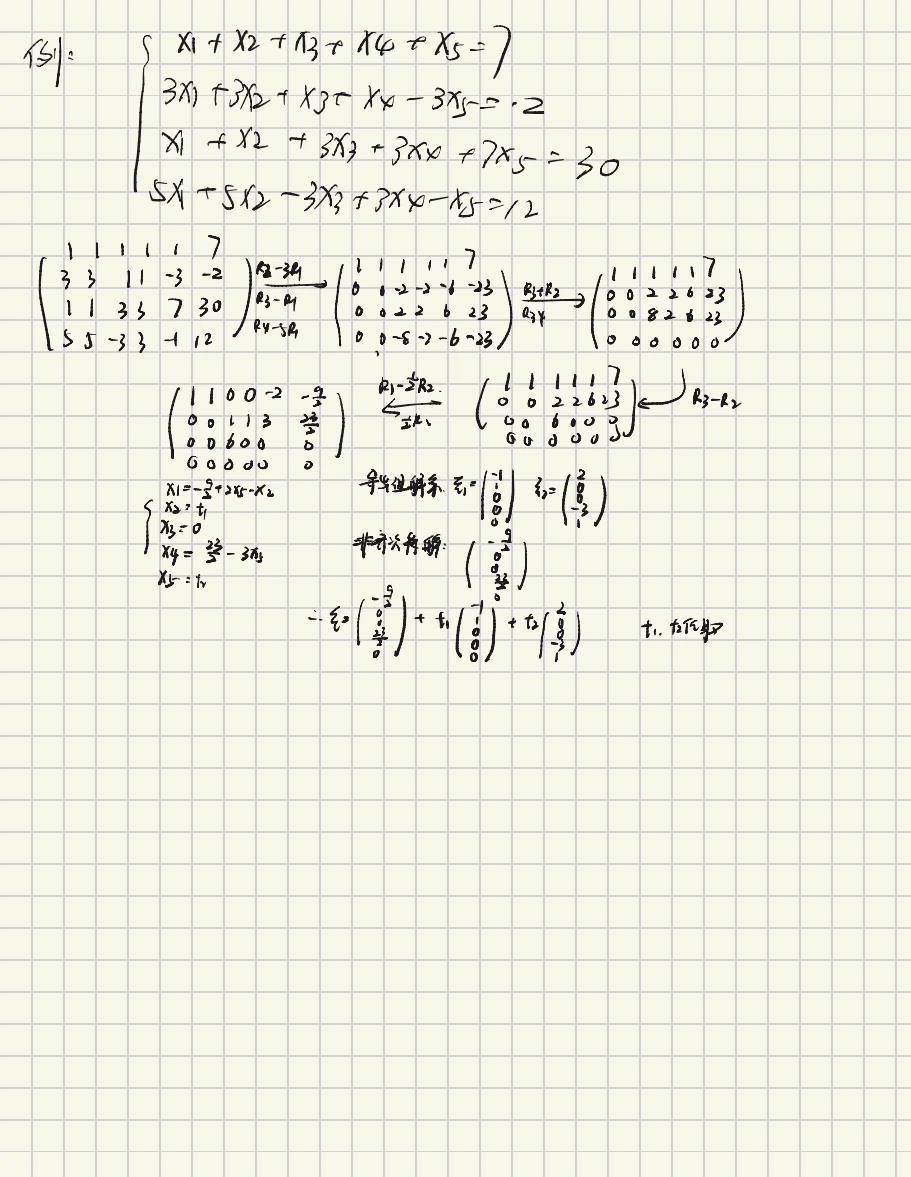 例:
x1 + x2 + x3 + x4 + x5 = 7
3x1 + 3x2 + x3 + x4 - 3x5 = -2
x1 + x2 + 3x3 + 3x4 + 7x5 = 30
5x1 + 5x2 - 3x3 + 3x4 - x5 = 12
1 1 1 1 1 7
3 3 1 1 -3 -2
1 1 3 3 7 30
5 5 -3 3 -1 12
R2-3R1
R3-R1
R4-5R1
1 1 1 1 1 7
0 0 -2 -2 -6 -23
0 0 2 2 6 23
0 0 -8 -2 -6 -23
R3+R2
R34
1 1 1 1 1 7
0 0 2 2 6 23
0 0 8 2 6 23
0 0 0 0 0 0
R3-R2
1 1 1 1 1 7
0 0 2 2 6 23
0 0 6 0 0 0
0 0 0 0 0 0
R1-½R2
½R2
1 1 0 0 -2 -9/2
0 0 1 1 3 23/2
0 0 6 0 0 0
0 0 0 0 0 0
x1 = -9/2 + 2x5 - x2
x2 = t1
x3 = 0
x4 = 23/2 - 3x5
x5 = t2
ξ1 = (-1 1 0 0 0)
ξ2 = (2 0 0 -3 1)
非齐次特解: (-9/2 0 0 23/2 0)
∴ ξ = (-9/2 0 0 23/2 0) + t1 (-1 1 0 0 0) + t2 (2 0 0 -3 1) t1. t2任取